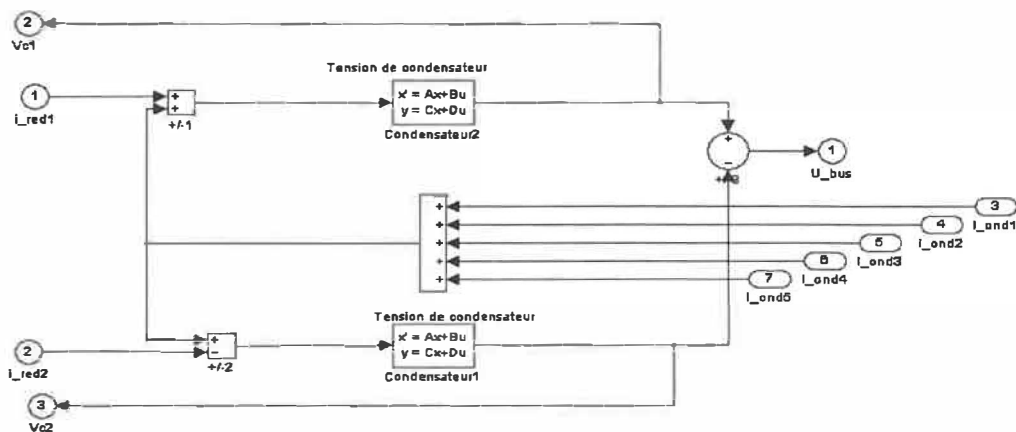 2
Vc1
Tension de condensateur
1
i_red1
+
+
+/-1
x' = Ax+Bu
y = Cx+Du
Condensateur2
+
−
1
U_bus
+
+
+
+
+
3
I_ond1
4
i_ond2
5
I_ond3
6
I_ond4
7
I_ond5
Tension de condensateur
2
i_red2
+
−
+/-2
x' = Ax+Bu
y = Cx+Du
Condensateur1
3
Vc2